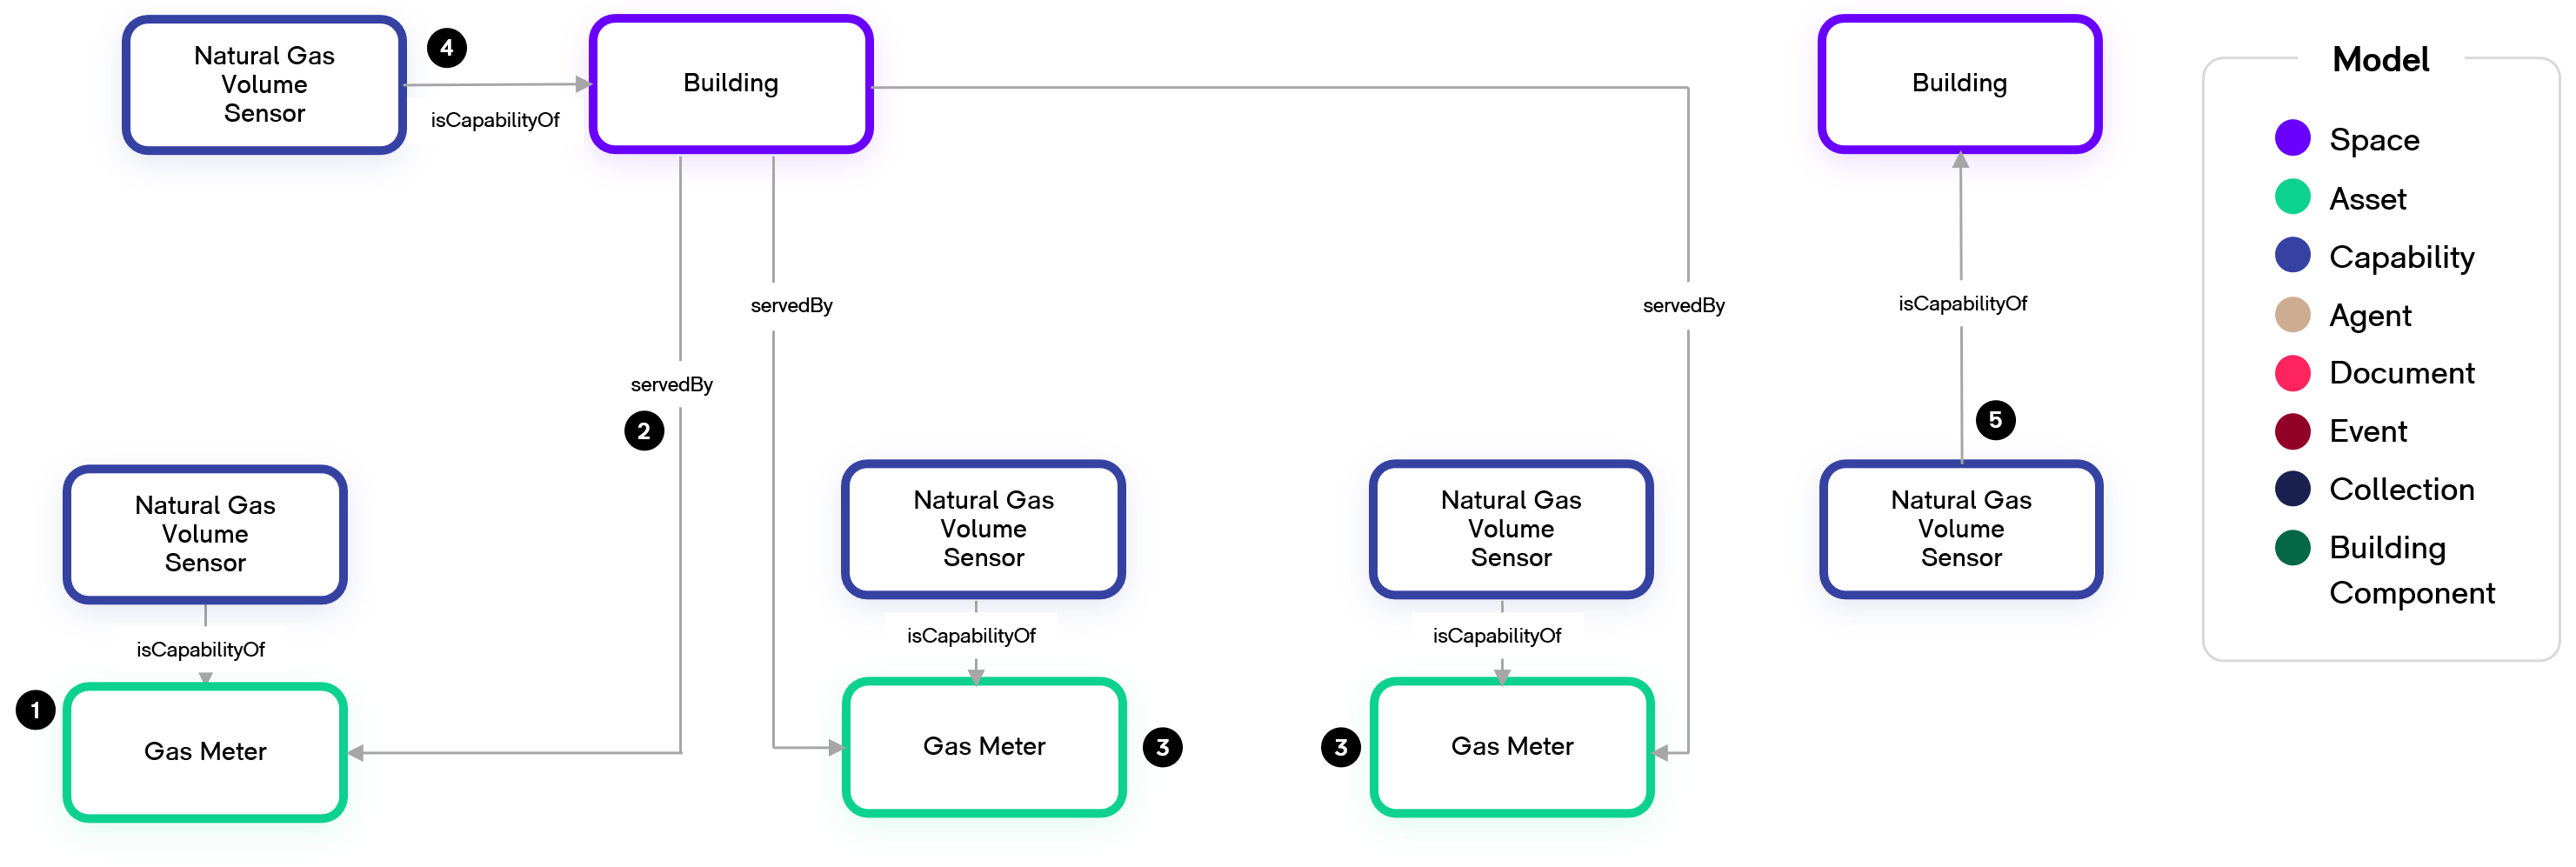 Natural Gas
Volume
Sensor
4
isCapabilityOf
Building
Building
servedBy
servedBy
isCapabilityOf
servedBy
2
5
Natural Gas
Volume
Sensor
Natural Gas
Volume
Sensor
Natural Gas
Volume
Sensor
Natural Gas
Volume
Sensor
isCapabilityOf
isCapabilityOf
isCapabilityOf
1
Gas Meter
Gas Meter
3
3
Gas Meter
Model
Space
Asset
Capability
Agent
Document
Event
Collection
Building
Component